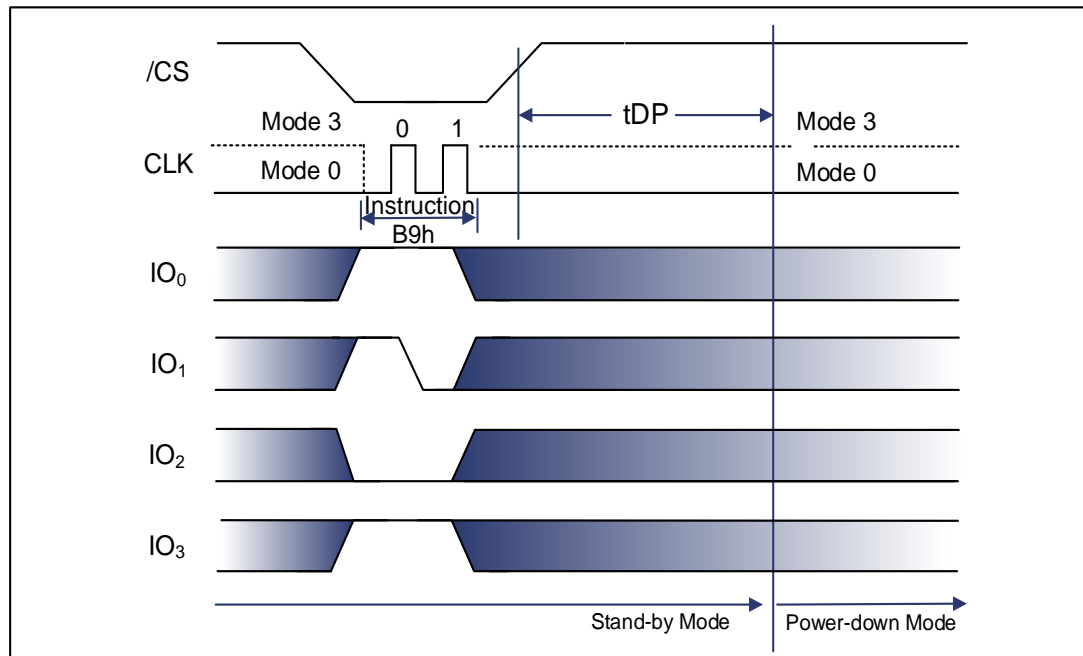 /CS
tDP
Mode 3
0
1
Mode 3
CLK
Mode 0
Mode 0
Instruction
B9h
IO₀
IO₁
IO₂
IO₃
Stand-by Mode
Power-down Mode